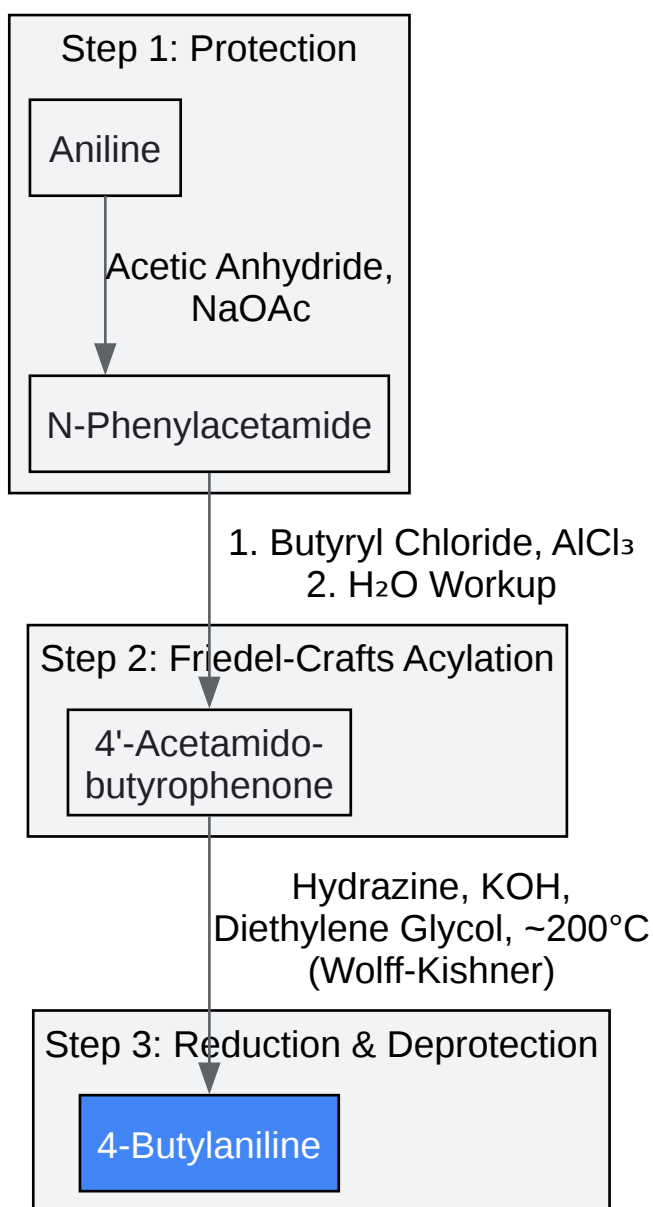 Step 1: Protection
Aniline
Acetic Anhydride,
NaOAc
N-Phenylacetamide
1. Butyryl Chloride, AlCl₃
2. H₂O Workup
Step 2: Friedel-Crafts Acylation
4'-Acetamido-
butyrophenone
Hydrazine, KOH,
Diethylene Glycol, ~200°C
(Wolff-Kishner)
Step 3: Reduction & Deprotection
4-Butylaniline